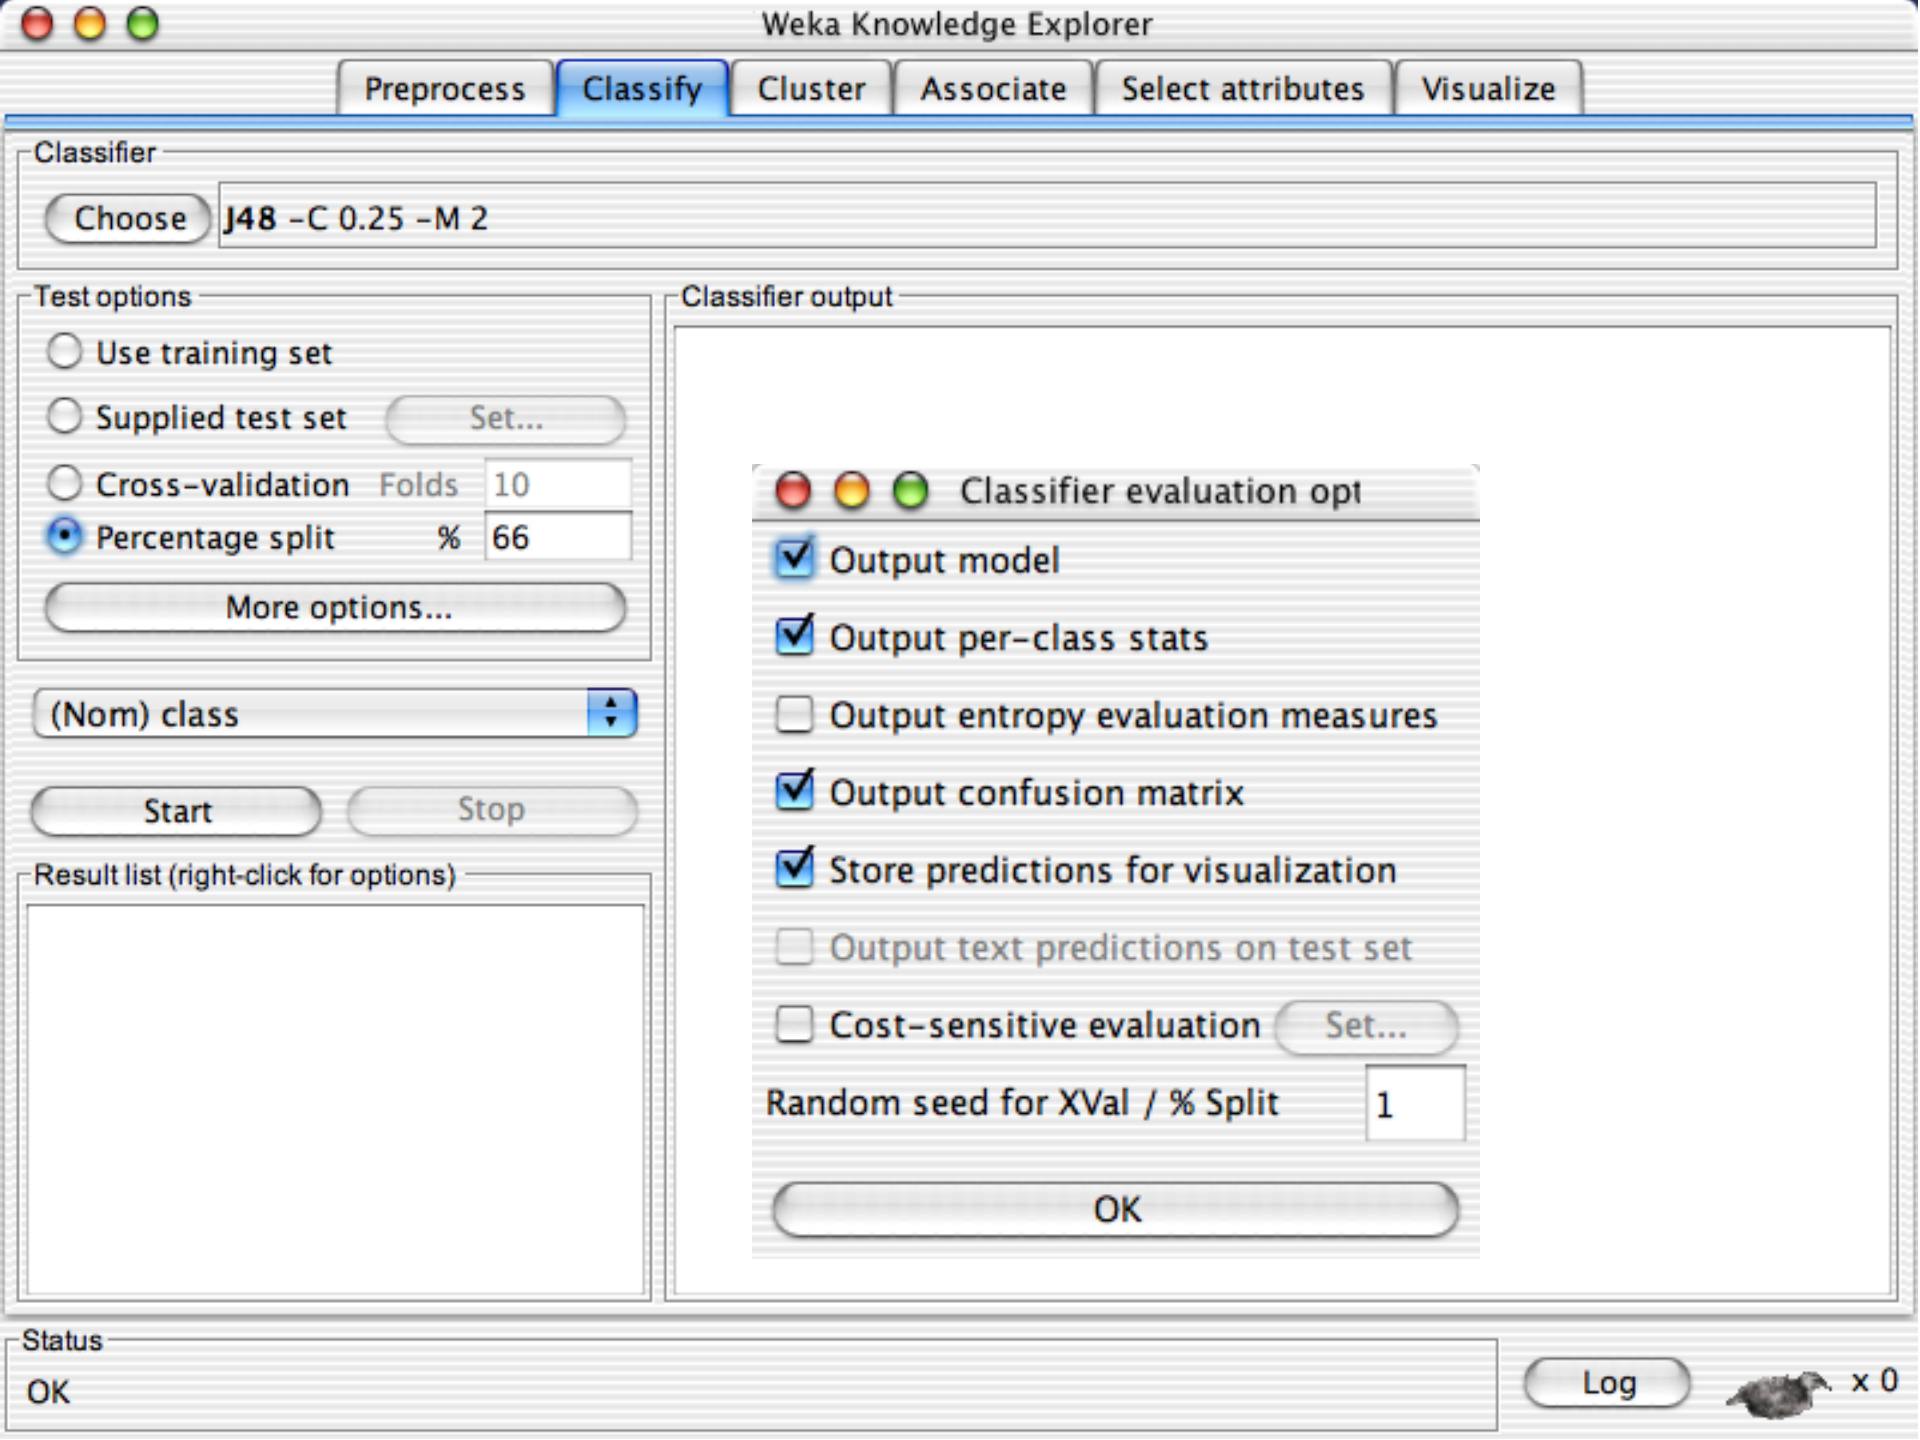 Weka Knowledge Explorer
Preprocess Classify Cluster Associate Select attributes Visualize
Classifier
Choose J48 -C 0.25 -M 2
Test options
Use training set
Supplied test set Set...
Cross-validation Folds 10
Percentage split % 66
More options...
(Nom) class
Start Stop
Result list (right-click for options)
Classifier output
Classifier evaluation opt
Output model
Output per-class stats
Output entropy evaluation measures
Output confusion matrix
Store predictions for visualization
Output text predictions on test set
Cost-sensitive evaluation Set...
Random seed for XVal / % Split 1
OK
Status
OK
Log x 0